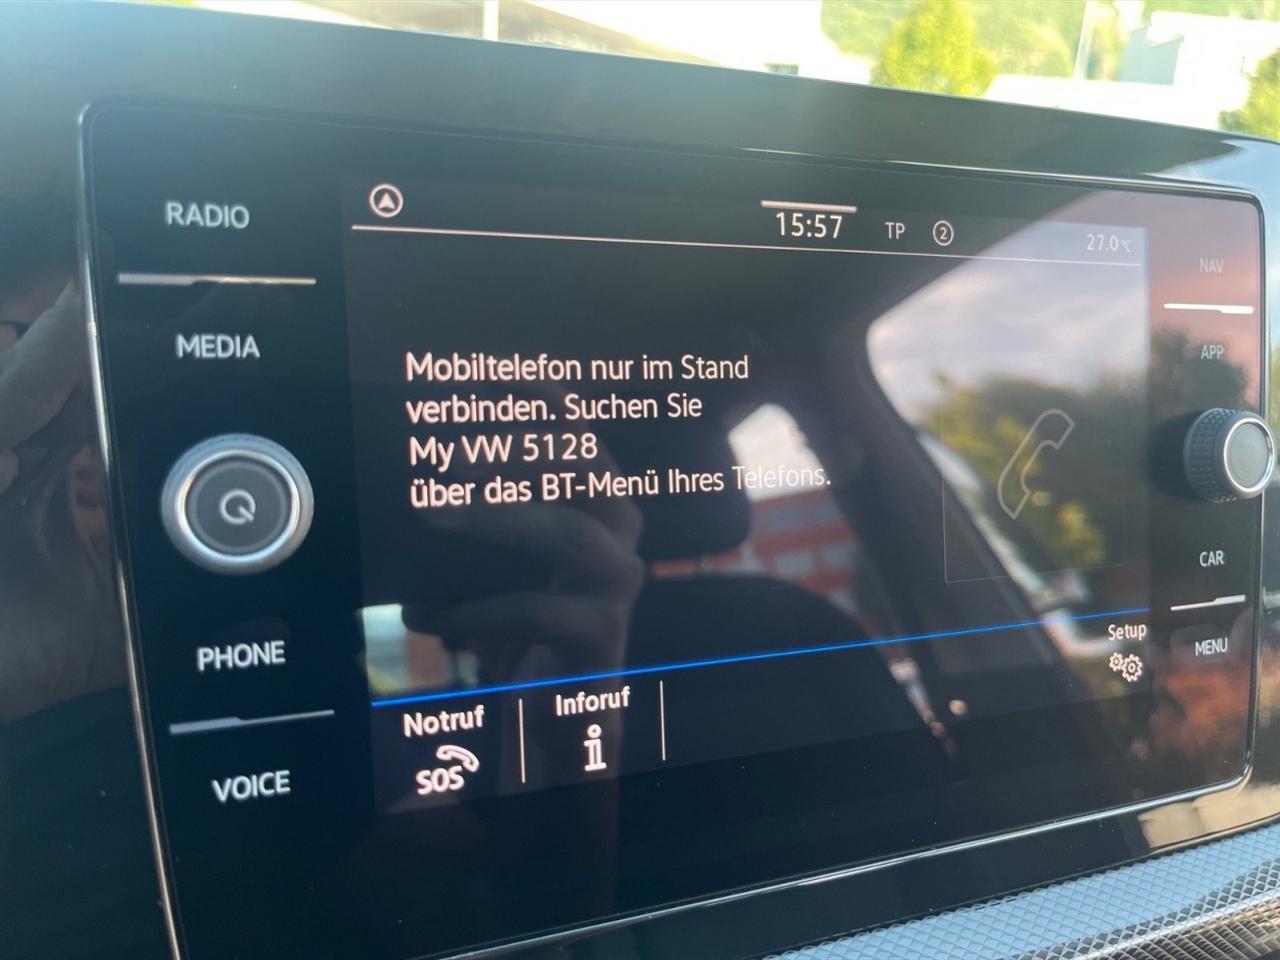 RADIO
MEDIA
PHONE
VOICE
15:57
TP
2
27.0°C
Mobiltelefon nur im Stand
verbinden. Suchen Sie
My VW 5128
über das BT-Menü Ihres Telefons.
Setup
Notruf
SOS
Inforuf
i
NAV
APP
CAR
MENU